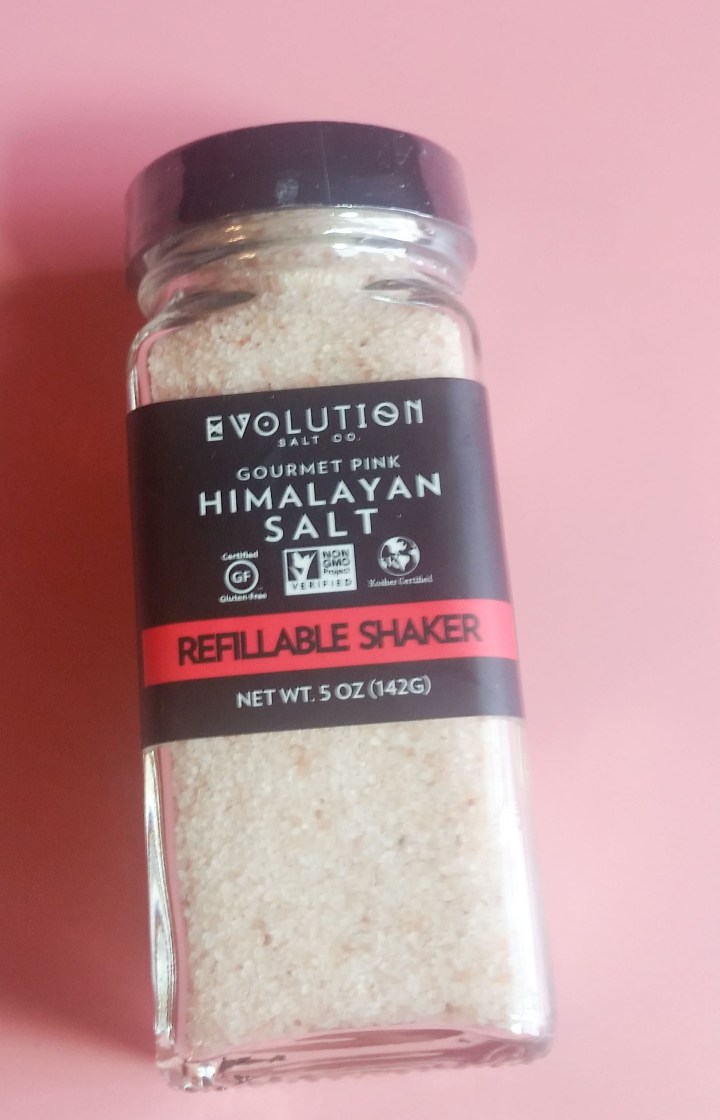 EVOLUTION
SALT CO.
GOURMET PINK
HIMALAYAN
SALT
Certified
GF
Gluten-Free
NON
GMO
Project
VERIFIED
Kosher Certified
REFILLABLE SHAKER
NET WT. 5 OZ (142G)